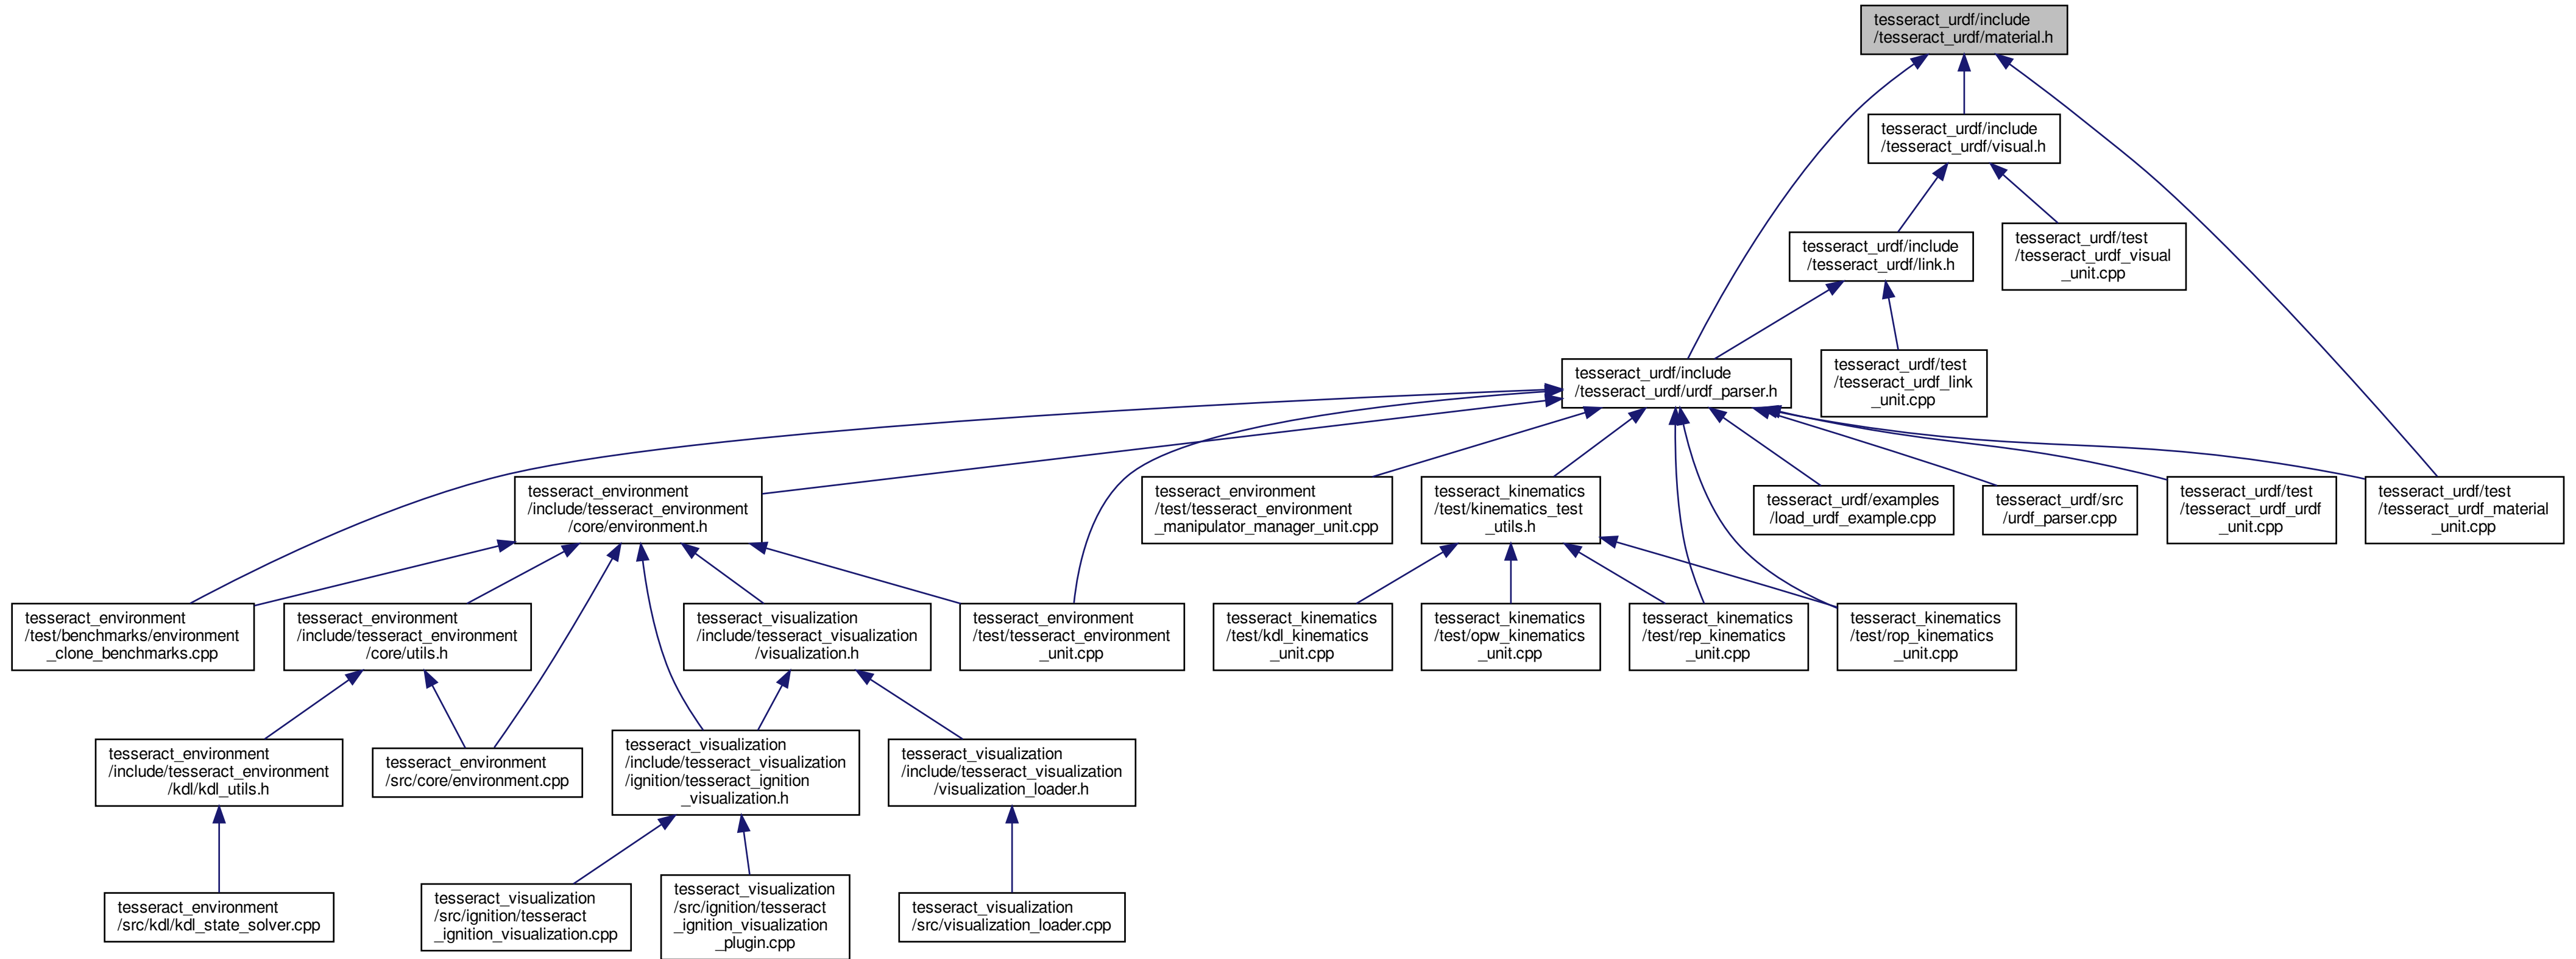 tesseract_urdf/include
/tesseract_urdf/material.h
tesseract_urdf/include
/tesseract_urdf/visual.h
tesseract_urdf/include
/tesseract_urdf/link.h
tesseract_urdf/test
/tesseract_urdf_visual
_unit.cpp
tesseract_urdf/include
/tesseract_urdf/urdf_parser.h
tesseract_urdf/test
/tesseract_urdf_link
_unit.cpp
tesseract_environment
/include/tesseract_environment
/core/environment.h
tesseract_environment
/test/tesseract_environment
_manipulator_manager_unit.cpp
tesseract_kinematics
/test/kinematics_test
_utils.h
tesseract_urdf/examples
/load_urdf_example.cpp
tesseract_urdf/src
/urdf_parser.cpp
tesseract_urdf/test
/tesseract_urdf_urdf
_unit.cpp
tesseract_urdf/test
/tesseract_urdf_material
_unit.cpp
tesseract_environment
/test/benchmarks/environment
_clone_benchmarks.cpp
tesseract_environment
/include/tesseract_environment
/core/utils.h
tesseract_visualization
/include/tesseract_visualization
/visualization.h
tesseract_environment
/test/tesseract_environment
_unit.cpp
tesseract_kinematics
/test/kdl_kinematics
_unit.cpp
tesseract_kinematics
/test/opw_kinematics
_unit.cpp
tesseract_kinematics
/test/rep_kinematics
_unit.cpp
tesseract_kinematics
/test/rop_kinematics
_unit.cpp
tesseract_environment
/include/tesseract_environment
/kdl/kdl_utils.h
tesseract_environment
/src/core/environment.cpp
tesseract_visualization
/include/tesseract_visualization
/ignition/tesseract_ignition
_visualization.h
tesseract_visualization
/include/tesseract_visualization
/visualization_loader.h
tesseract_environment
/src/kdl/kdl_state_solver.cpp
tesseract_visualization
/src/ignition/tesseract
_ignition_visualization.cpp
tesseract_visualization
/src/ignition/tesseract
_ignition_visualization
_plugin.cpp
tesseract_visualization
/src/visualization_loader.cpp